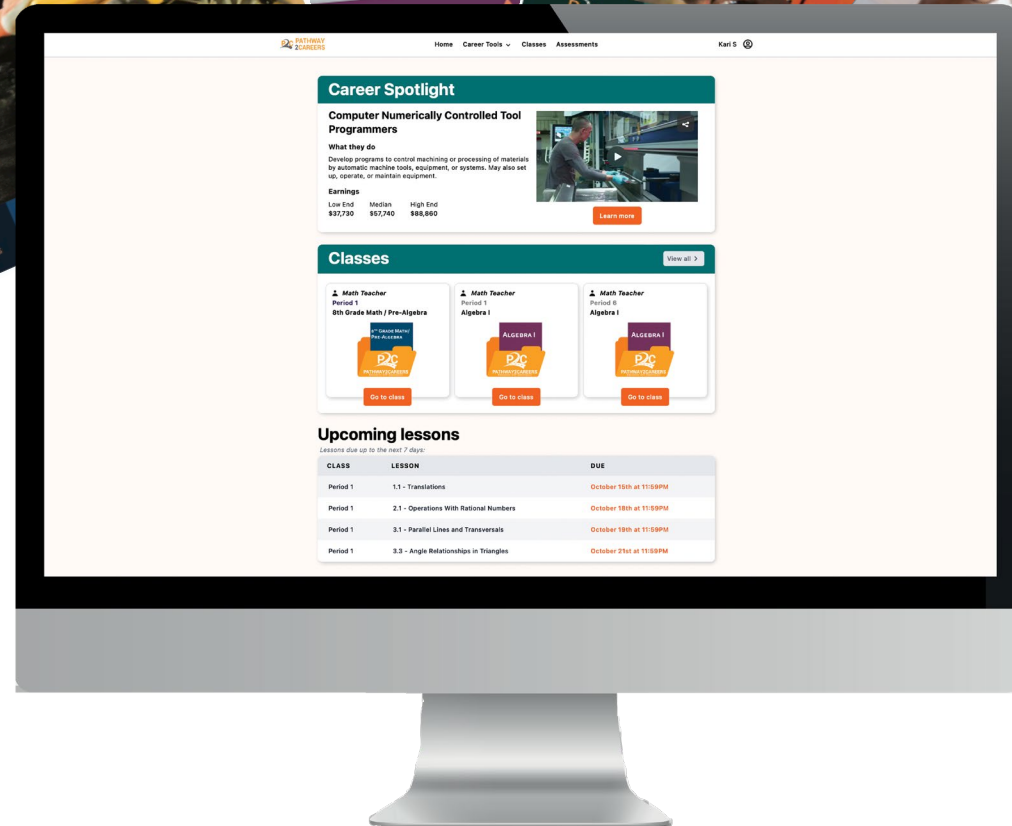 PATHWAY
2CAREERS
Home Career Tools Classes Assessments Kari S
Career Spotlight
Computer Numerically Controlled Tool
Programmers
What they do
Develop programs to control machining or processing of materials
by automatic machine tools, equipment, or systems. May also set
up, operate, or maintain equipment.
Earnings
Low End Median High End
$37,730 $57,740 $88,860
Learn more
Classes
View all >
Math Teacher
Period 1
8th Grade Math / Pre-Algebra
8TH GRADE MATH/
PRE-ALGEBRA
P2C
PATHWAY2CAREERS
Go to class
Math Teacher
Period 1
Algebra I
ALGEBRA I
P2C
PATHWAY2CAREERS
Go to class
Math Teacher
Period 6
Algebra I
ALGEBRA I
P2C
PATHWAY2CAREERS
Go to class
Upcoming lessons
Lessons due up to the next 7 days:
CLASS LESSON DUE
Period 1 1.1 - Translations October 15th at 11:59PM
Period 1 2.1 - Operations With Rational Numbers October 18th at 11:59PM
Period 1 3.1 - Parallel Lines and Transversals October 19th at 11:59PM
Period 1 3.3 - Angle Relationships in Triangles October 21st at 11:59PM